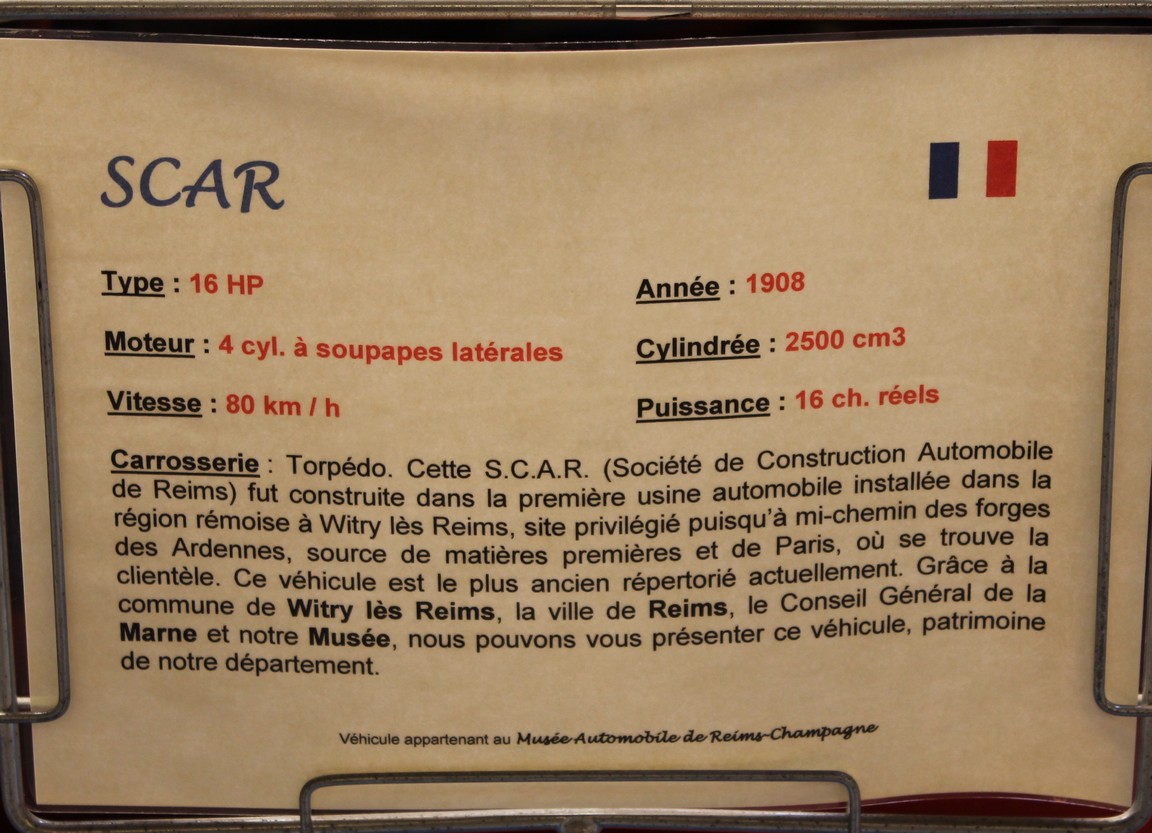 SCAR
Type : 16 HP
Année : 1908
Moteur : 4 cyl. à soupapes latérales
Cylindrée : 2500 cm3
Vitesse : 80 km / h
Puissance : 16 ch. réels
Carrosserie : Torpédo. Cette S.C.A.R. (Société de Construction Automobile
de Reims) fut construite dans la première usine automobile installée dans la
région rémoise à Witry lès Reims, site privilégié puisqu'à mi-chemin des forges
des Ardennes, source de matières premières et de Paris, où se trouve la
clientèle. Ce véhicule est le plus ancien répertorié actuellement. Grâce à la
commune de Witry lès Reims, la ville de Reims, le Conseil Général de la
Marne et notre Musée, nous pouvons vous présenter ce véhicule, patrimoine
de notre département.
Véhicule appartenant au Musée Automobile de Reims-Champagne